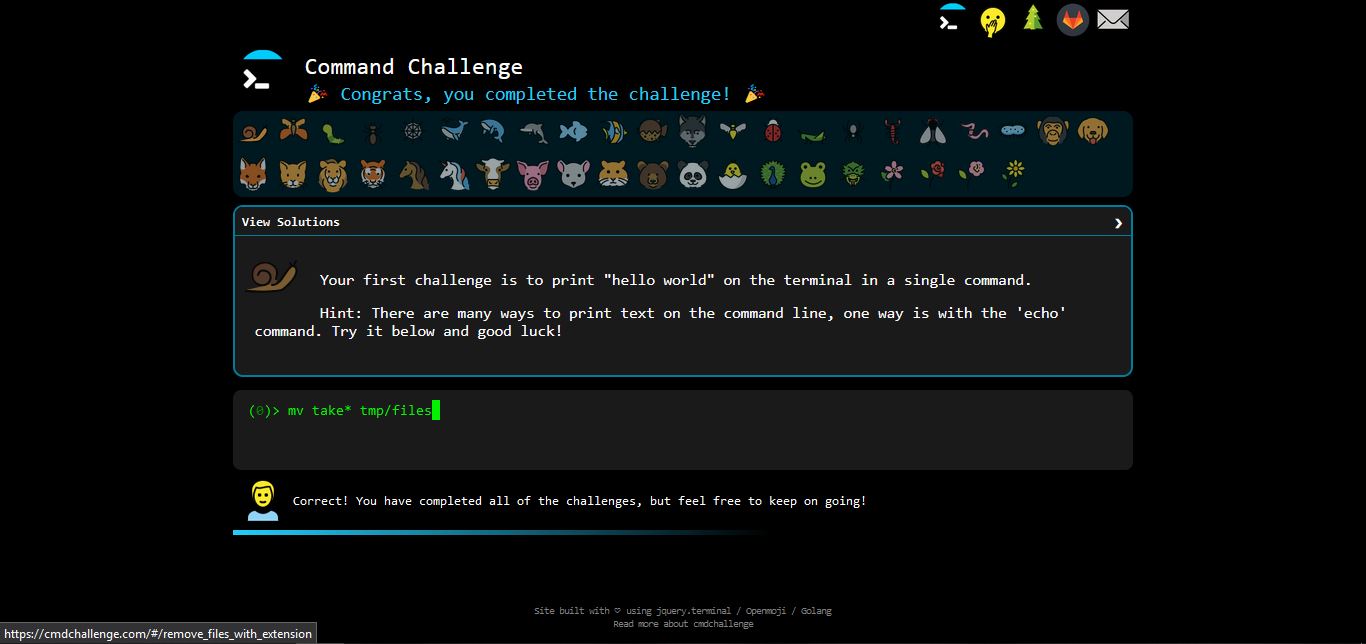 Command Challenge
🎉 Congrats, you completed the challenge! 🎉
View Solutions ❯
Your first challenge is to print "hello world" on the terminal in a single command.
Hint: There are many ways to print text on the command line, one way is with the 'echo'
command. Try it below and good luck!
(0)> mv take* tmp/files
Correct! You have completed all of the challenges, but feel free to keep on going!
Site built with ♡ using jquery.terminal / Openmoji / Golang
Read more about cmdchallenge
https://cmdchallenge.com/#/remove_files_with_extension